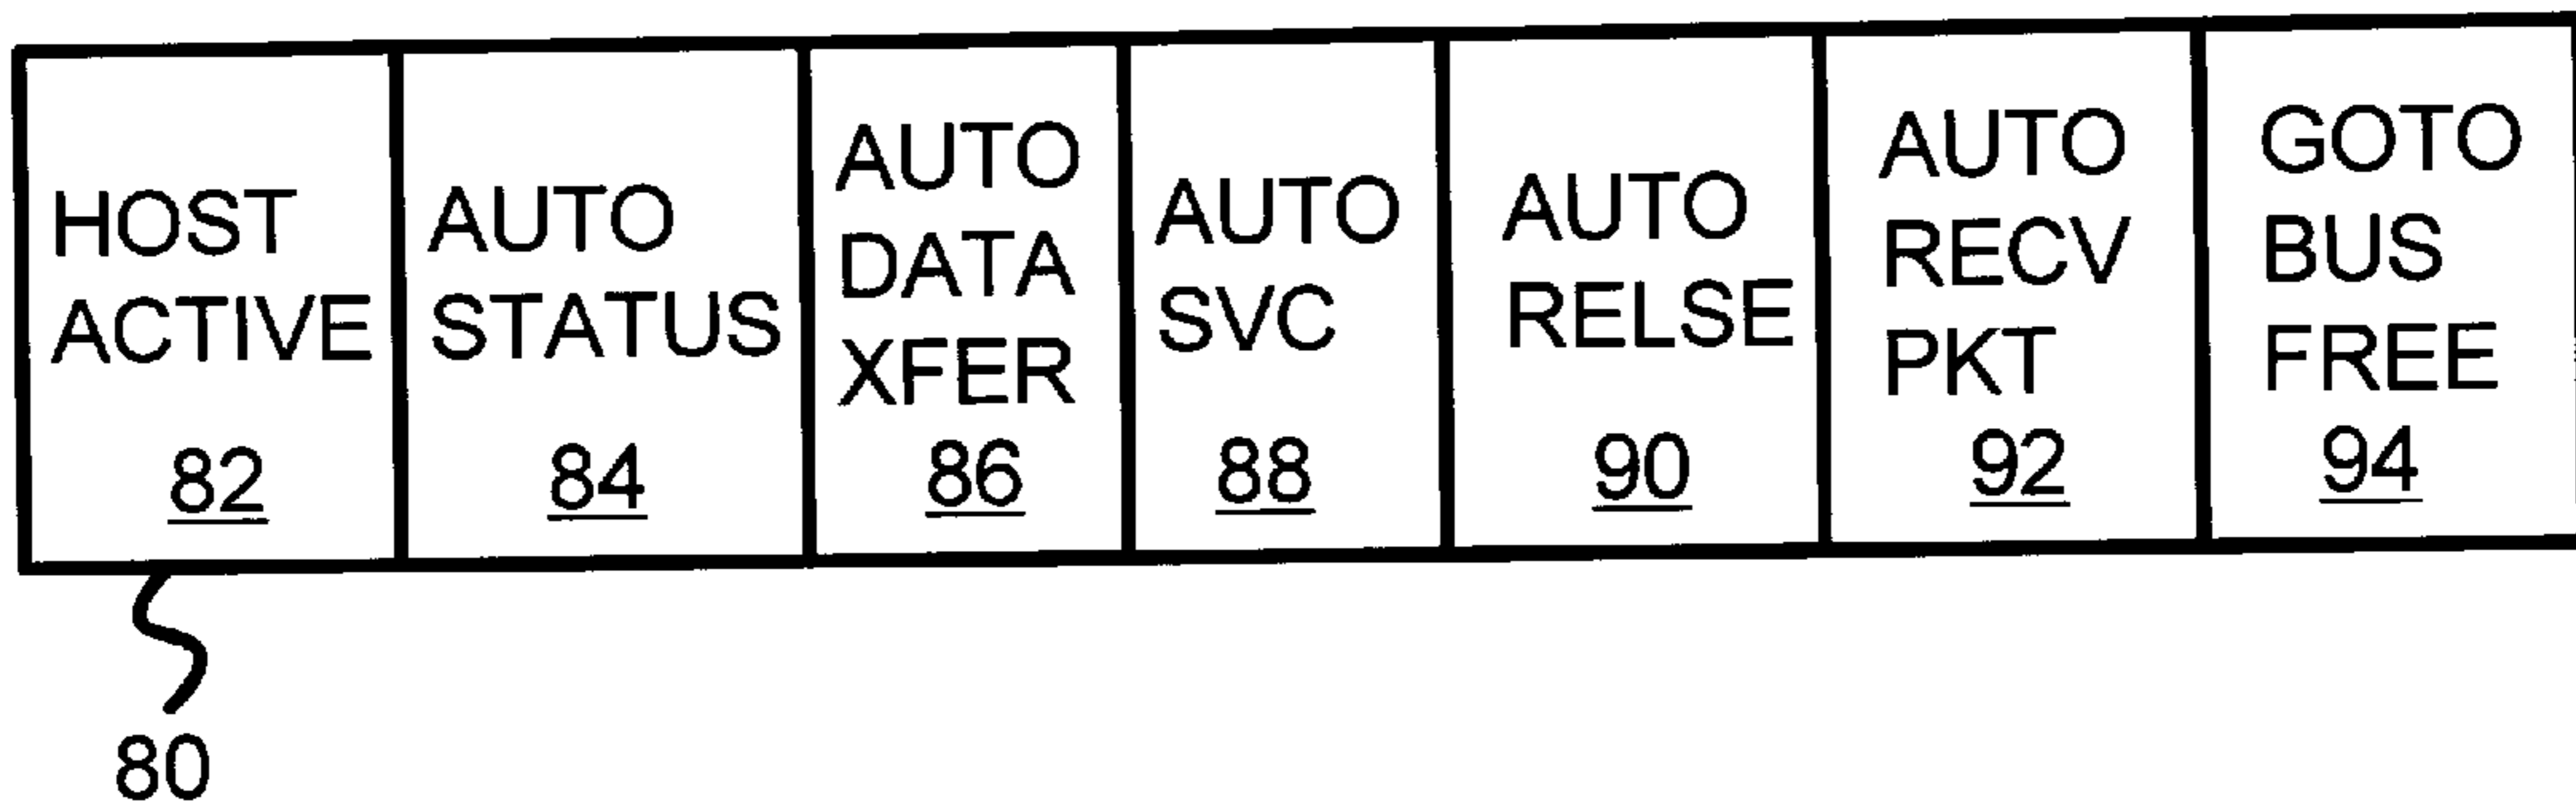 HOST
ACTIVE
82
AUTO
STATUS
84
AUTO
DATA
XFER
86
AUTO
SVC
88
AUTO
RELSE
90
AUTO
RECV
PKT
92
GOTO
BUS
FREE
94
80